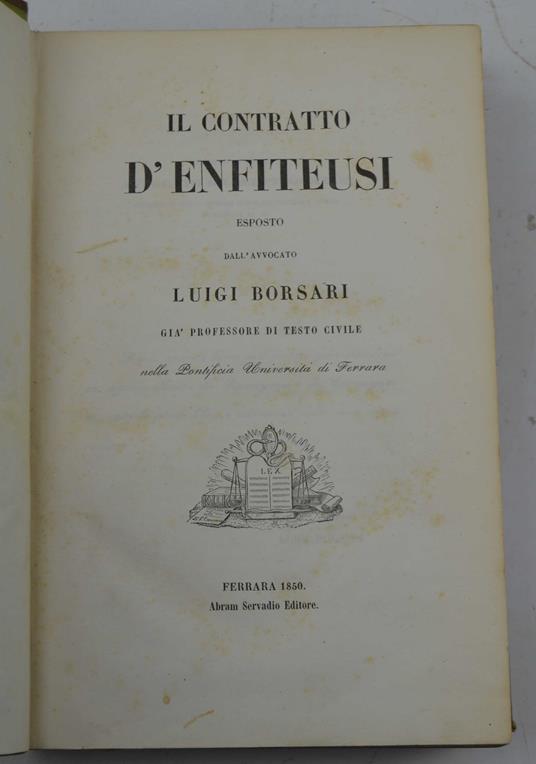 IL CONTRATTO
D'ENFITEUSI
ESPOSTO
DALL'AVVOCATO
LUIGI BORSARI
GIA' PROFESSORE DI TESTO CIVILE
nella Pontificia Università di Ferrara
LEX
FERRARA 1850.
Abram Servadio Editore.